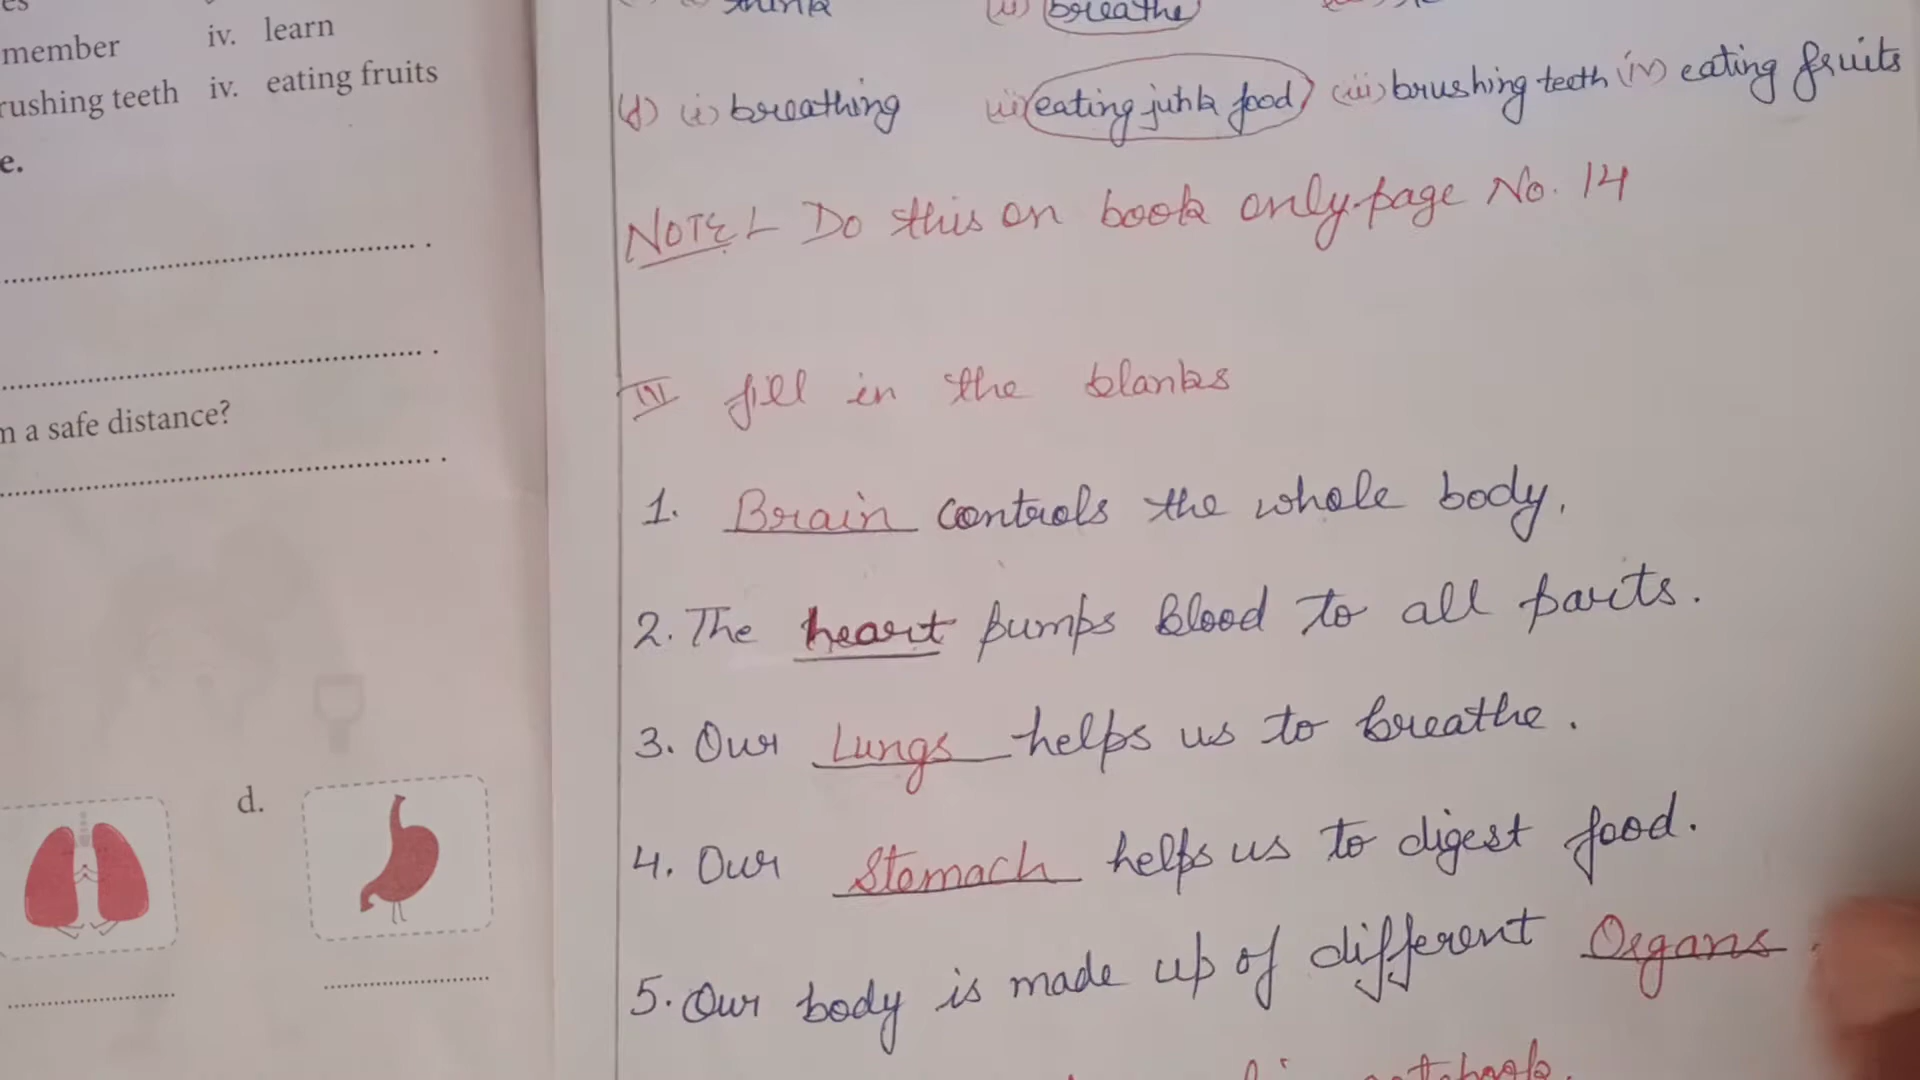 member iv. learn
rushing teeth iv. eating fruits
e.
m a safe distance?
d.
think (ii) breathe
(d) (i) breathing (ii) eating junk food (iii) brushing teeth (iv) eating fruits
NOTE :- Do this on book only page No. 14
fill in the blanks
1. Brain controls the whole body.
2. The heart pumps blood to all parts.
3. Our Lungs helps us to breathe.
4. Our Stomach helps us to digest food.
5. Our body is made up of different Organs.